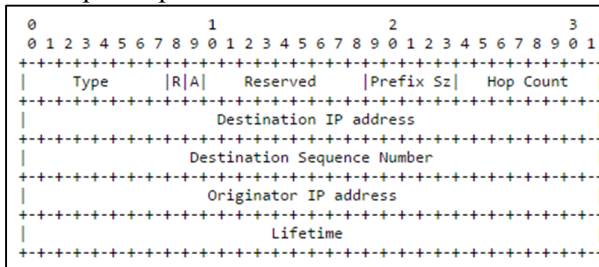 0 1 2 3
0 1 2 3 4 5 6 7 8 9 0 1 2 3 4 5 6 7 8 9 0 1 2 3 4 5 6 7 8 9 0 1
+-+-+-+-+-+-+-+-+-+-+-+-+-+-+-+-+-+-+-+-+-+-+-+-+-+-+-+-+-+-+-+-
| Type |R|A| Reserved |Prefix Sz| Hop Count
+-+-+-+-+-+-+-+-+-+-+-+-+-+-+-+-+-+-+-+-+-+-+-+-+-+-+-+-+-+-+-+-
| Destination IP address
+-+-+-+-+-+-+-+-+-+-+-+-+-+-+-+-+-+-+-+-+-+-+-+-+-+-+-+-+-+-+-+-
| Destination Sequence Number
+-+-+-+-+-+-+-+-+-+-+-+-+-+-+-+-+-+-+-+-+-+-+-+-+-+-+-+-+-+-+-+-
| Originator IP address
+-+-+-+-+-+-+-+-+-+-+-+-+-+-+-+-+-+-+-+-+-+-+-+-+-+-+-+-+-+-+-+-
| Lifetime
+-+-+-+-+-+-+-+-+-+-+-+-+-+-+-+-+-+-+-+-+-+-+-+-+-+-+-+-+-+-+-+-